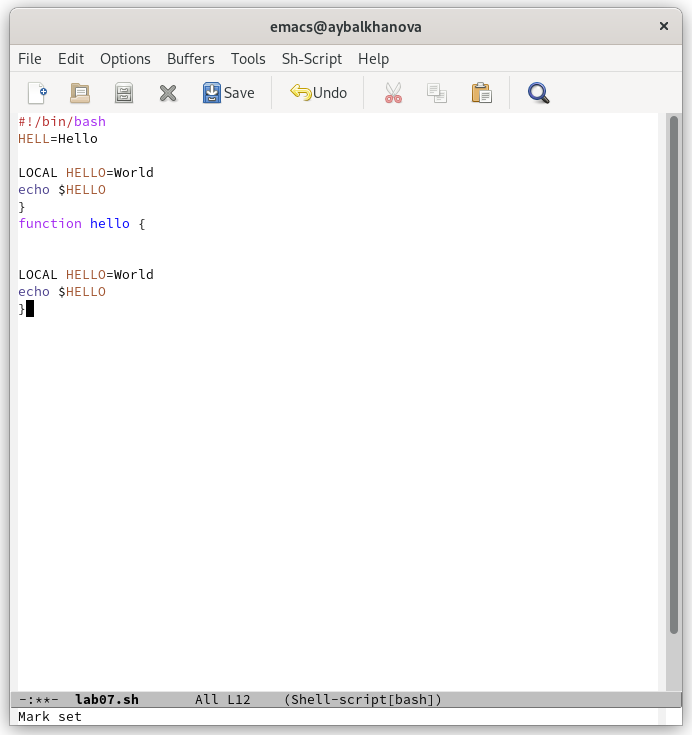 emacs@aybalkhanova ×
File Edit Options Buffers Tools Sh-Script Help
Save Undo
#!/bin/bash
HELL=Hello
LOCAL HELLO=World
echo $HELLO
}
function hello {
LOCAL HELLO=World
echo $HELLO
}
-:**- lab07.sh All L12 (Shell-script[bash])
Mark set